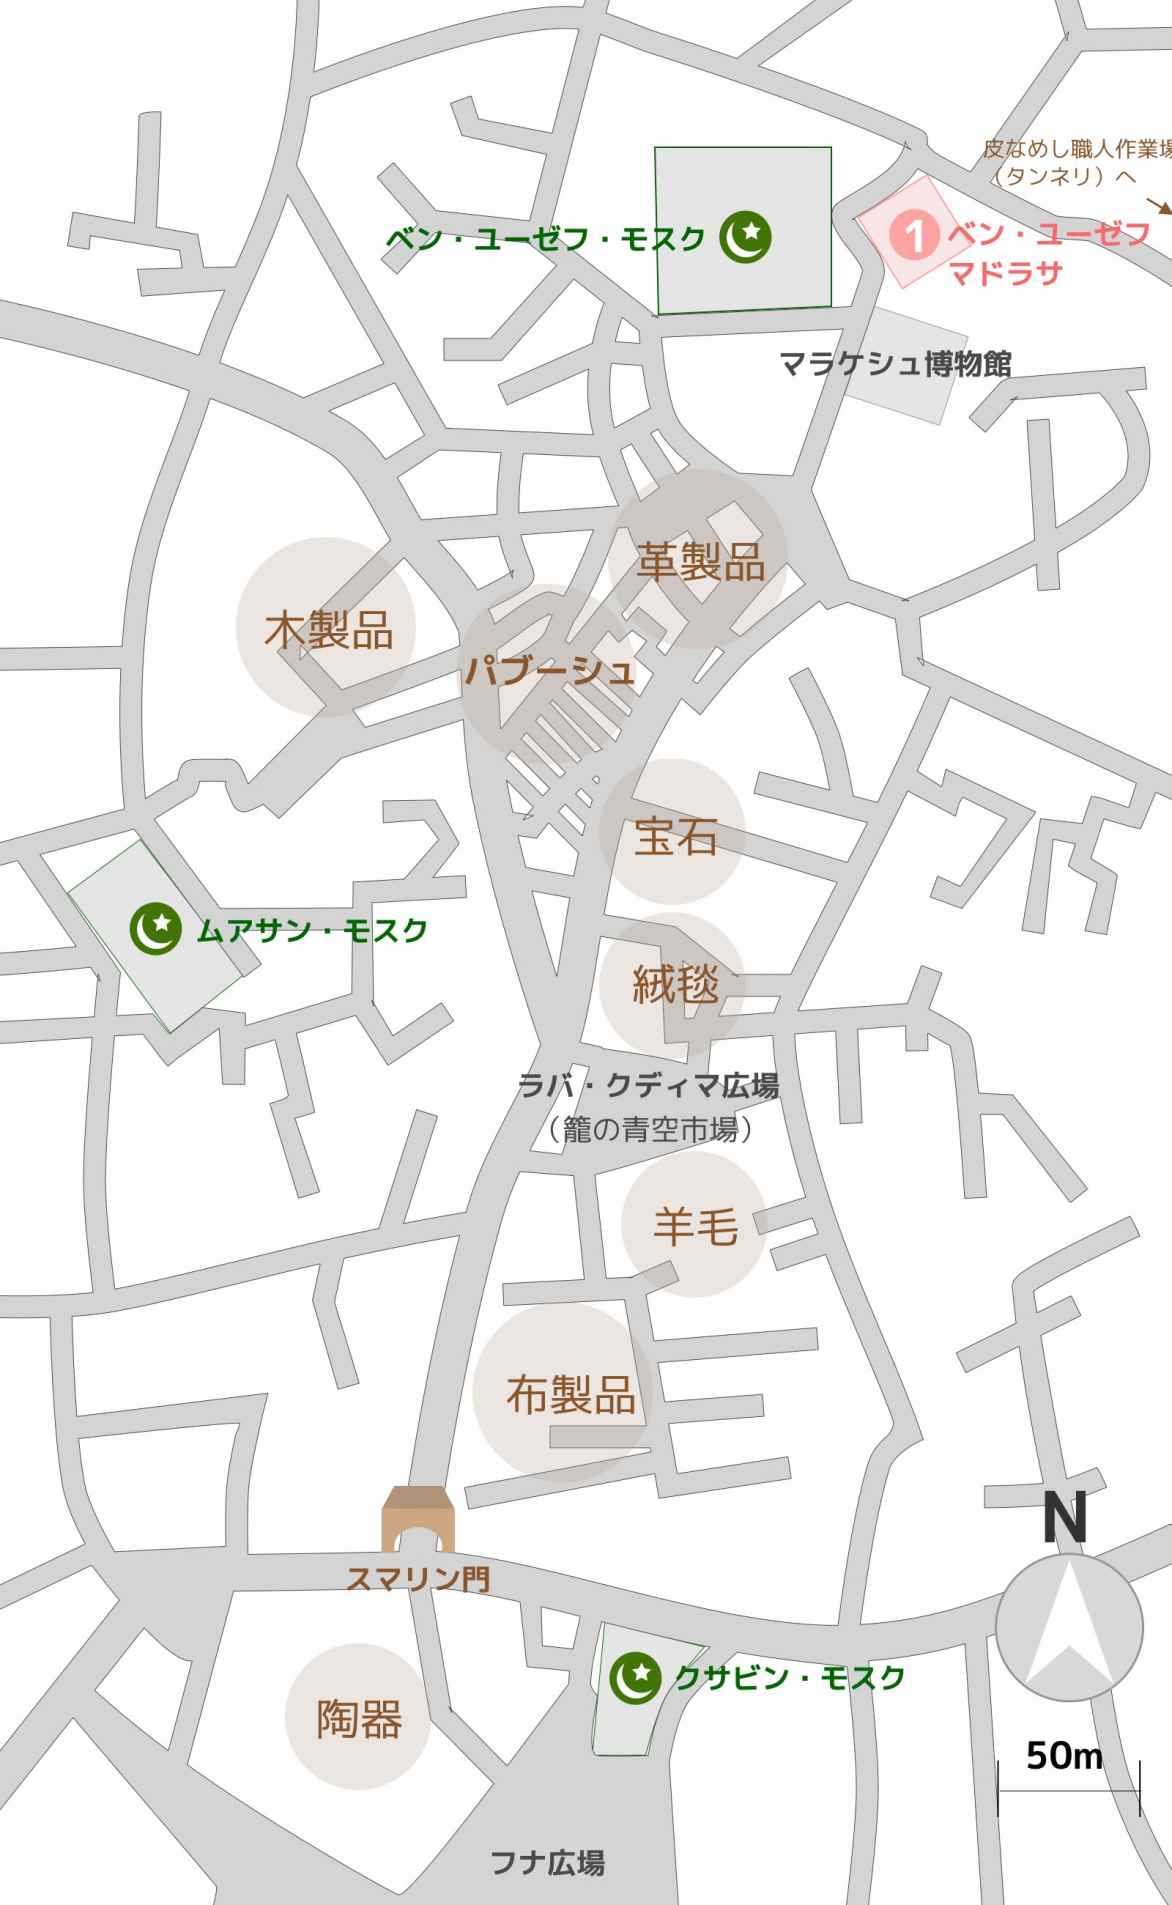 皮なめし職人作業場
（タンネリ）へ
ベン・ユーゼフ・モスク
1
ベン・ユーゼフ
マドラサ
マラケシュ博物館
革製品
木製品
パブーシュ
宝石
ムアサン・モスク
絨毯
ラバ・クディマ広場
（籠の青空市場）
羊毛
布製品
N
スマリン門
クサビン・モスク
陶器
50m
フナ広場